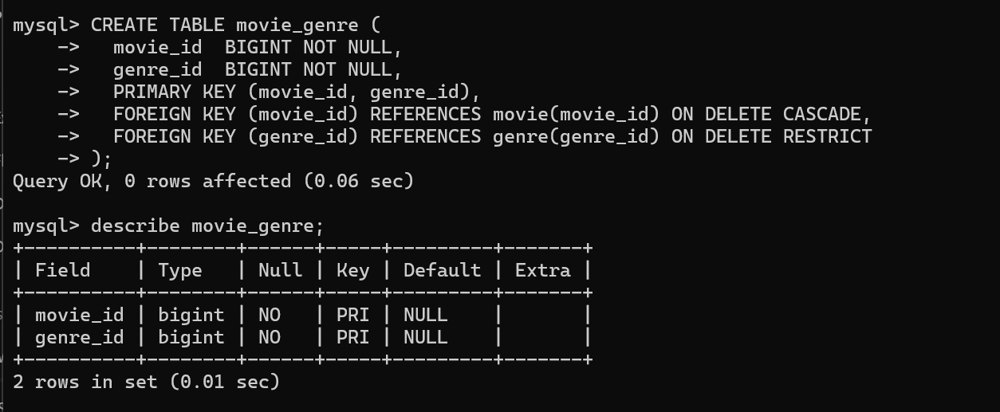 mysql> CREATE TABLE movie_genre (
    ->   movie_id  BIGINT NOT NULL,
    ->   genre_id  BIGINT NOT NULL,
    ->   PRIMARY KEY (movie_id, genre_id),
    ->   FOREIGN KEY (movie_id) REFERENCES movie(movie_id) ON DELETE CASCADE,
    ->   FOREIGN KEY (genre_id) REFERENCES genre(genre_id) ON DELETE RESTRICT
    -> );
Query OK, 0 rows affected (0.06 sec)

mysql> describe movie_genre;
+----------+--------+------+-----+---------+-------+
| Field    | Type   | Null | Key | Default | Extra |
+----------+--------+------+-----+---------+-------+
| movie_id | bigint | NO   | PRI | NULL    |       |
| genre_id | bigint | NO   | PRI | NULL    |       |
+----------+--------+------+-----+---------+-------+
2 rows in set (0.01 sec)